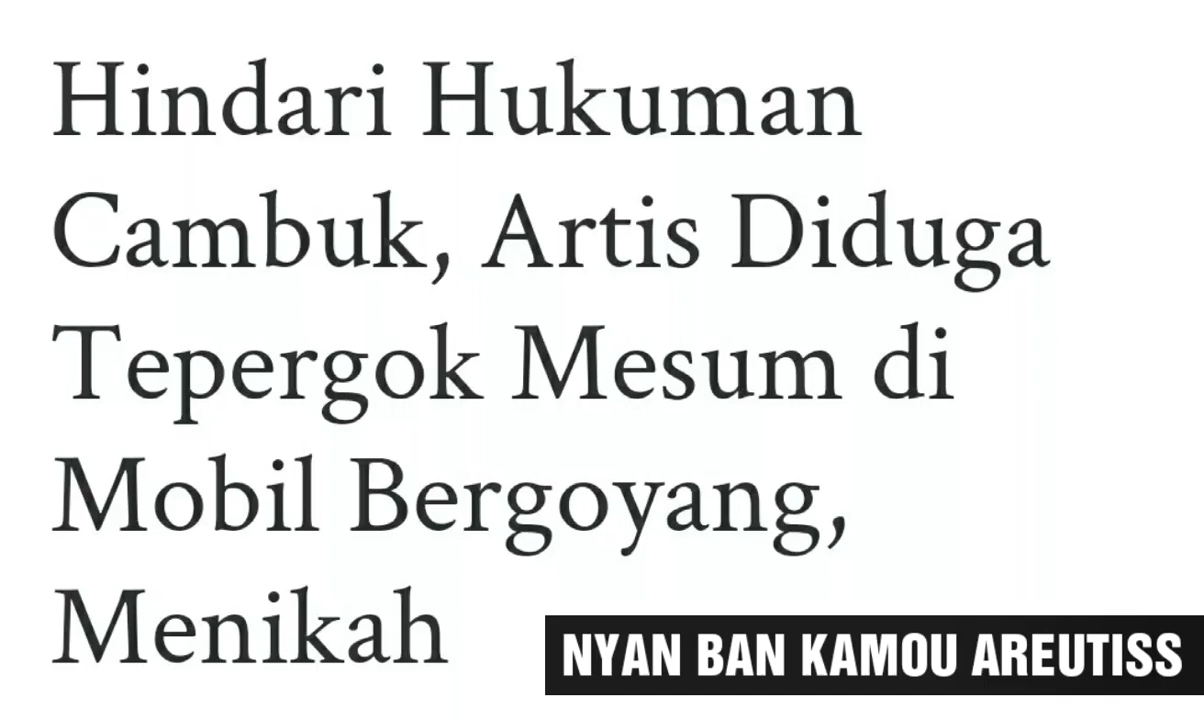 Hindari Hukuman
Cambuk, Artis Diduga
Tepergok Mesum di
Mobil Bergoyang,
Menikah
NYAN BAN KAMOU AREUTISS